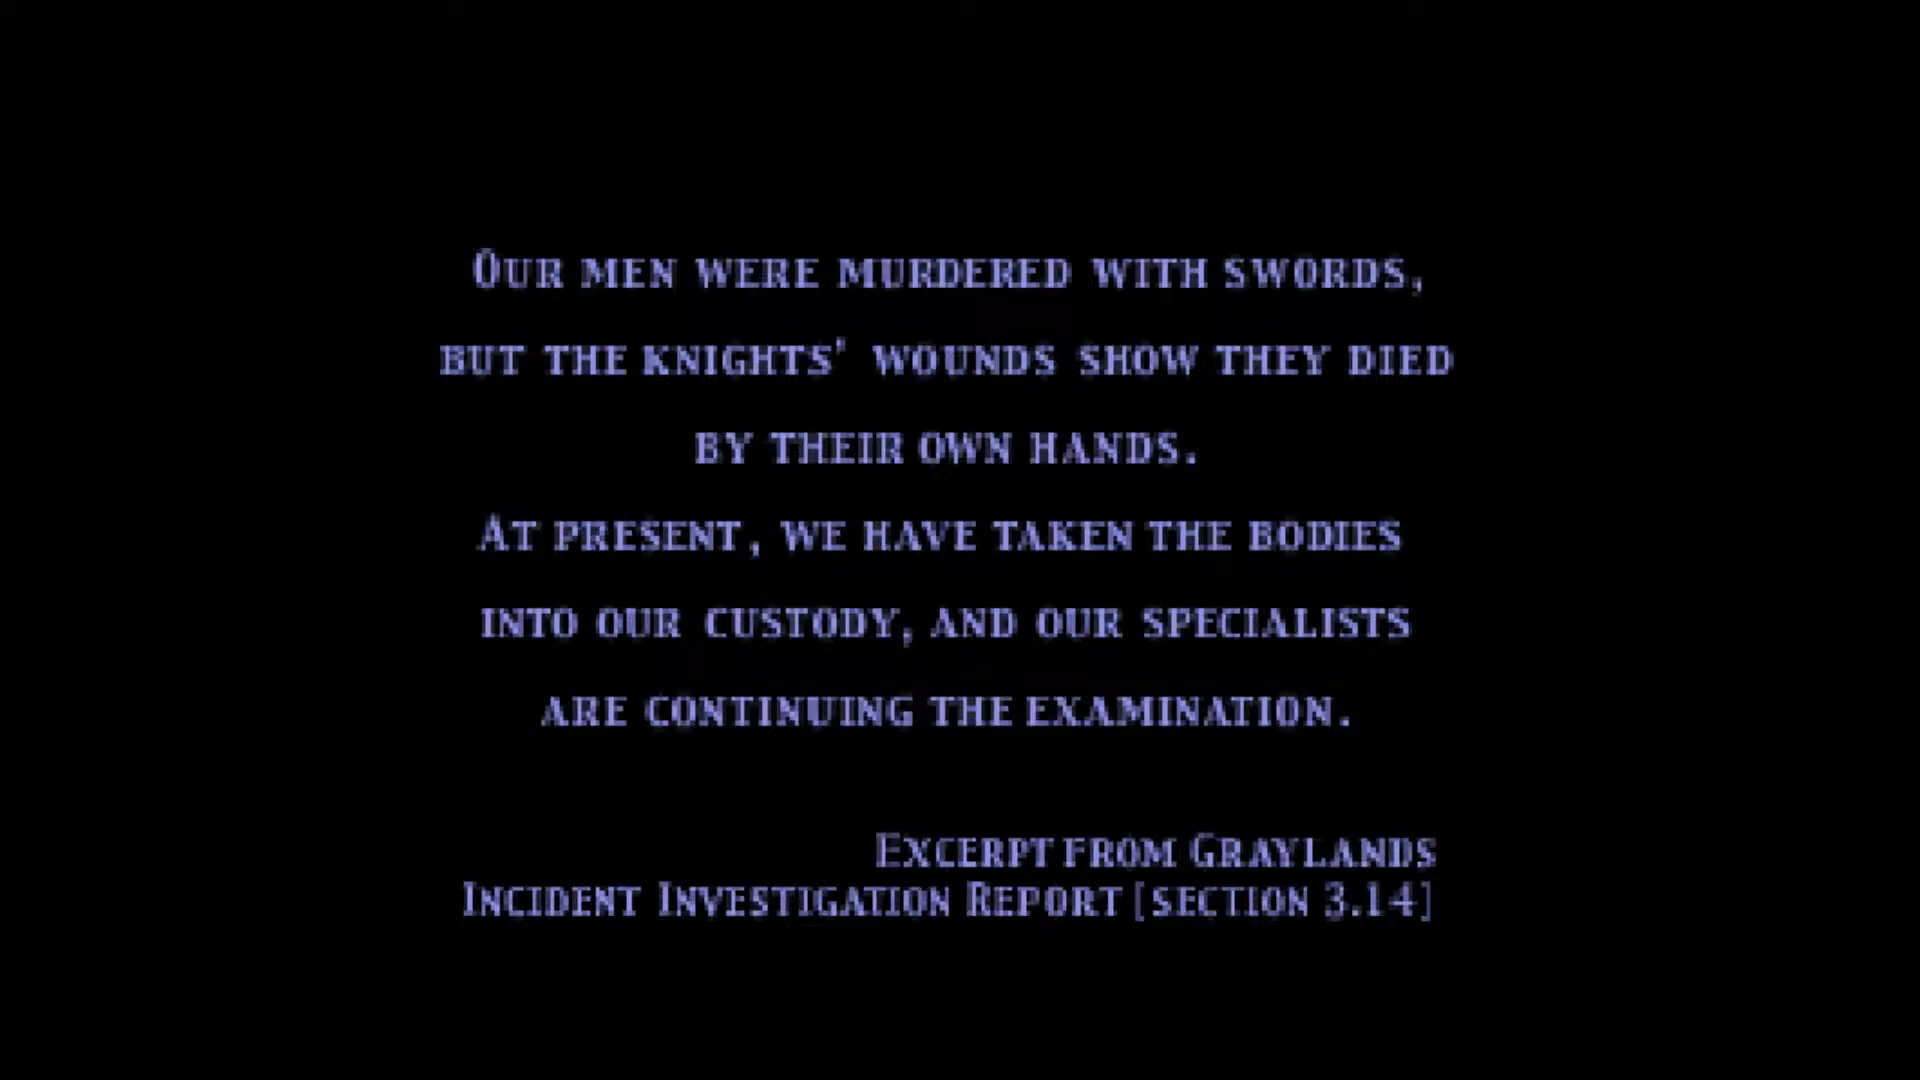 Our men were murdered with swords,
but the knights' wounds show they died
by their own hands.
At present, we have taken the bodies
into our custody, and our specialists
are continuing the examination.
Excerpt from Graylands
Incident Investigation Report [section 3.14]